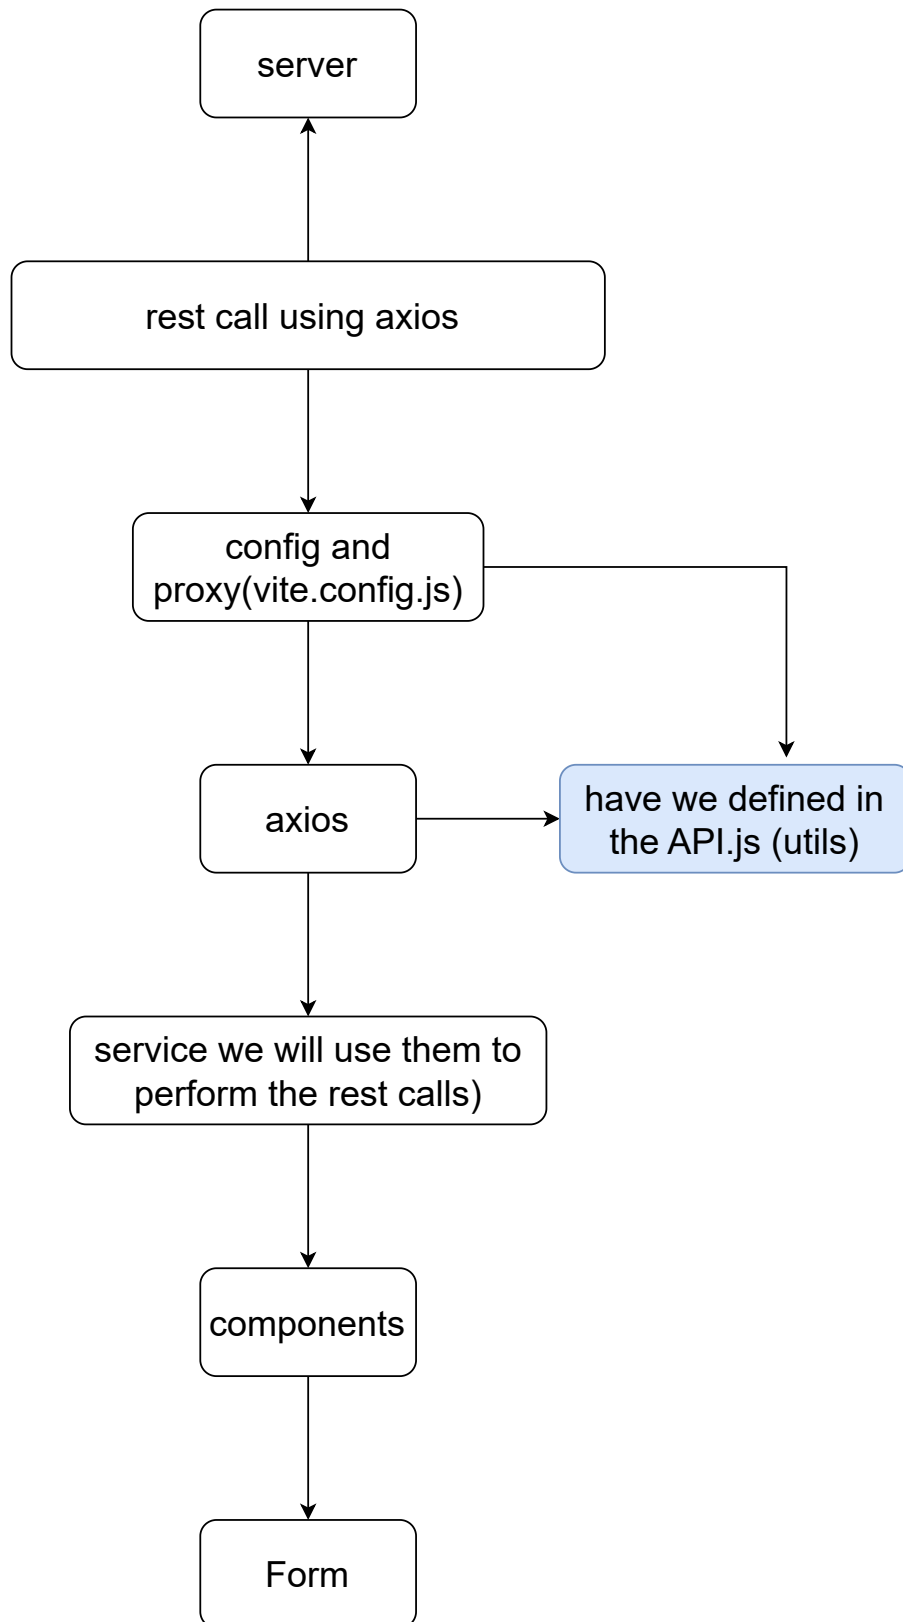 server
rest call using axios
config and
proxy(vite.config.js)
axios
have we defined in
the API.js (utils)
service we will use them to
perform the rest calls)
components
Form